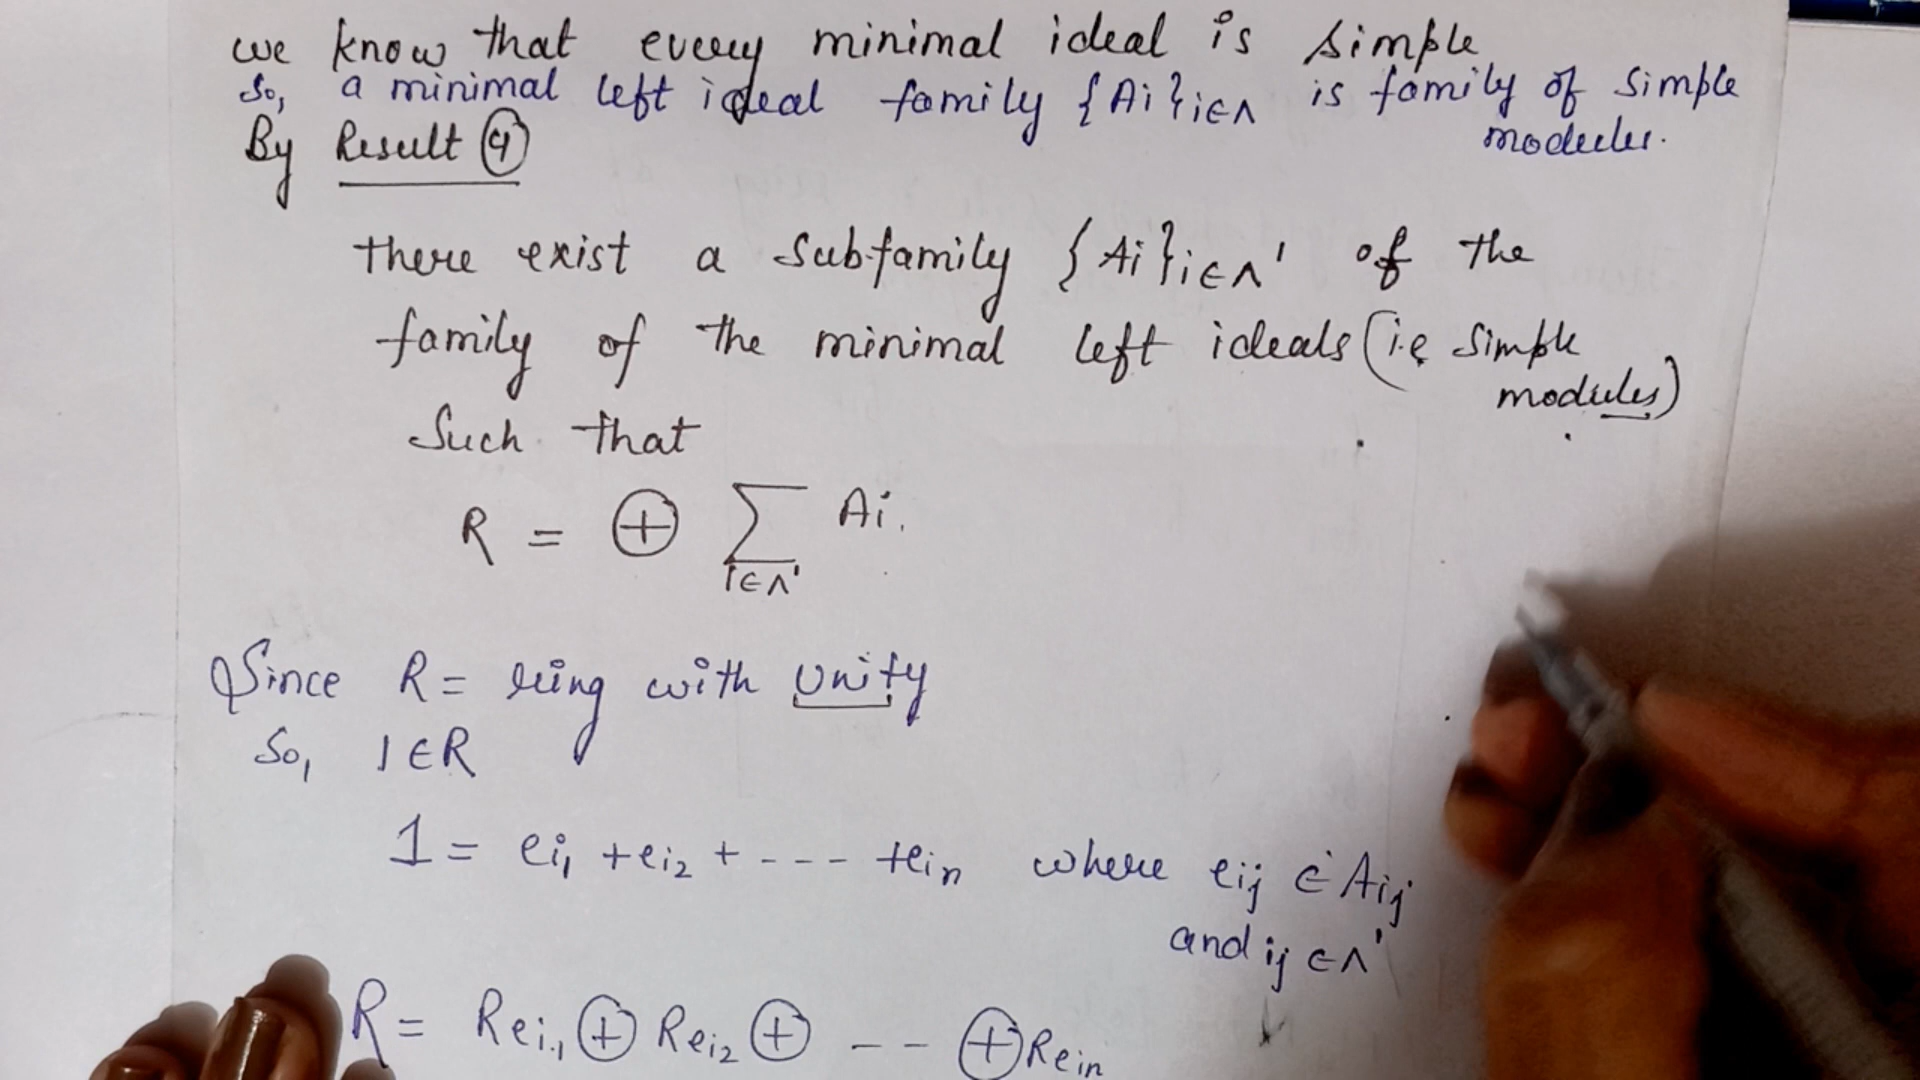 we know that every minimal ideal is simple
So, a minimal left ideal family {Ai}i∈Λ is family of simple modules.
By Result ④
there exist a subfamily {Ai}i∈Λ' of the
family of the minimal left ideals (i.e simple modules)
Such that
R = ⊕ ∑ i∈Λ' Ai.
Since R = ring with unity
So, 1∈R
1 = ei₁ + ei₂ + --- + ein where eij ∈ Aij
and ij ∈ Λ'
R = Rei₁ ⊕ Rei₂ ⊕ -- ⊕ Rein